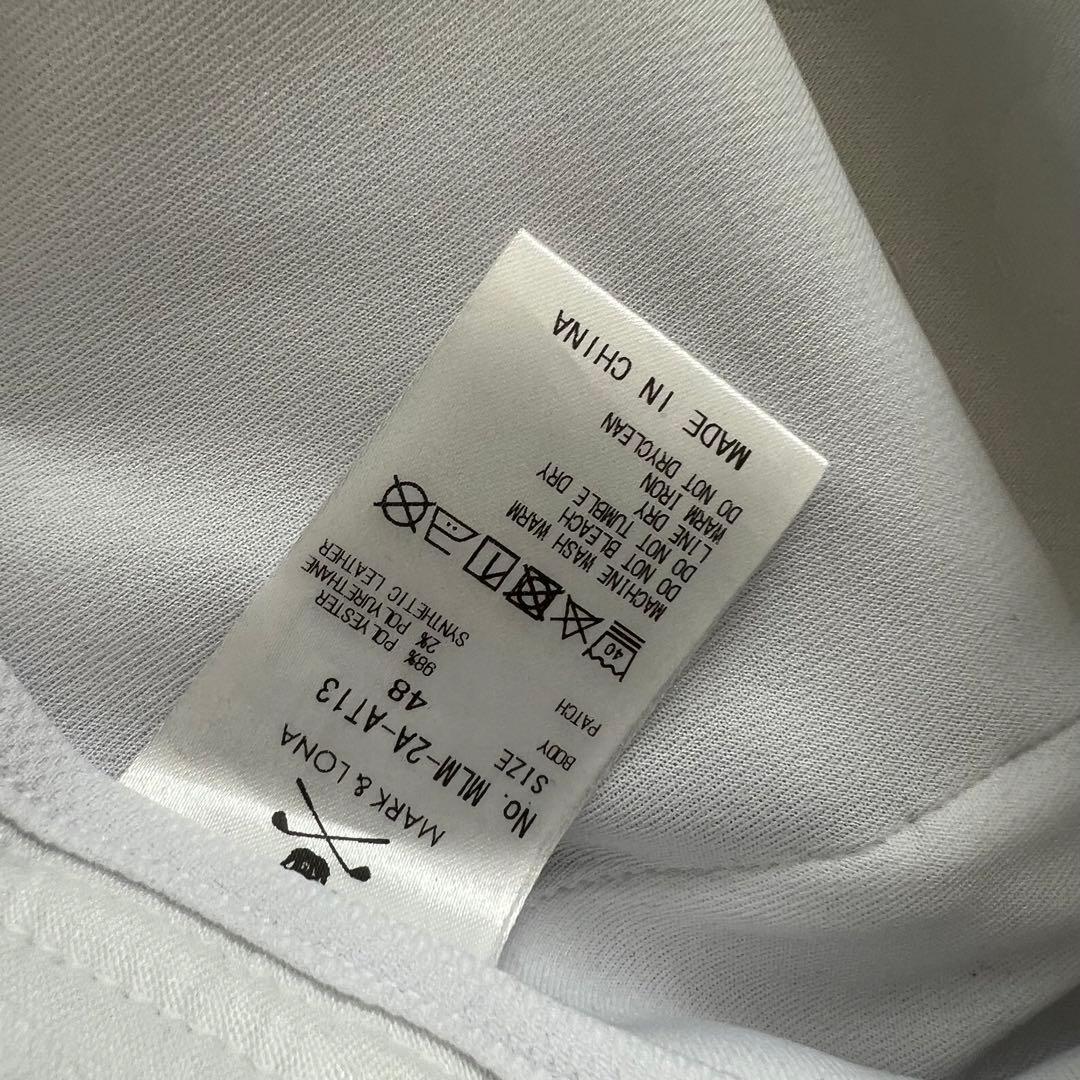 MARK & LONA
No. MLM-2A-AT13
SIZE 48
BODY 98% POLYESTER
2% POLYURETHANE
PATCH SYNTHETIC LEATHER
40
MACHINE WASH WARM
DO NOT BLEACH
DO NOT TUMBLE DRY
LINE DRY
WARM IRON
DO NOT DRYCLEAN
MADE IN CHINA